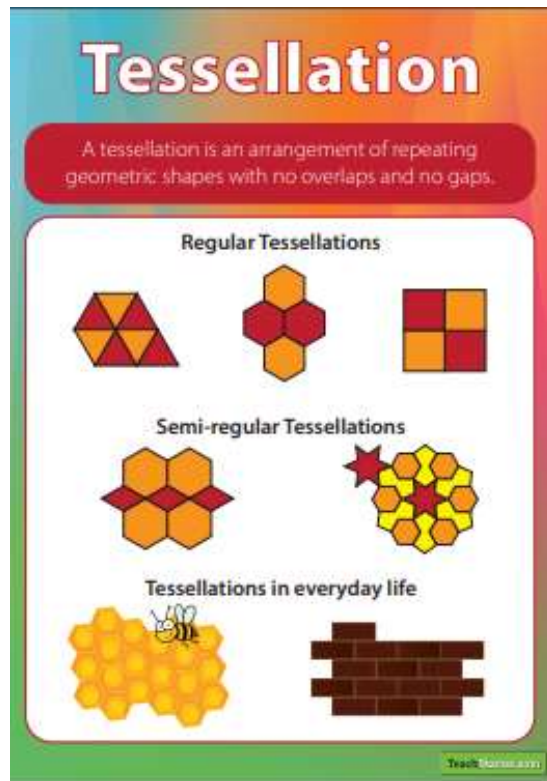 Tessellation
A tessellation is an arrangement of repeating
geometric shapes with no overlaps and no gaps.
Regular Tessellations
Semi-regular Tessellations
Tessellations in everyday life